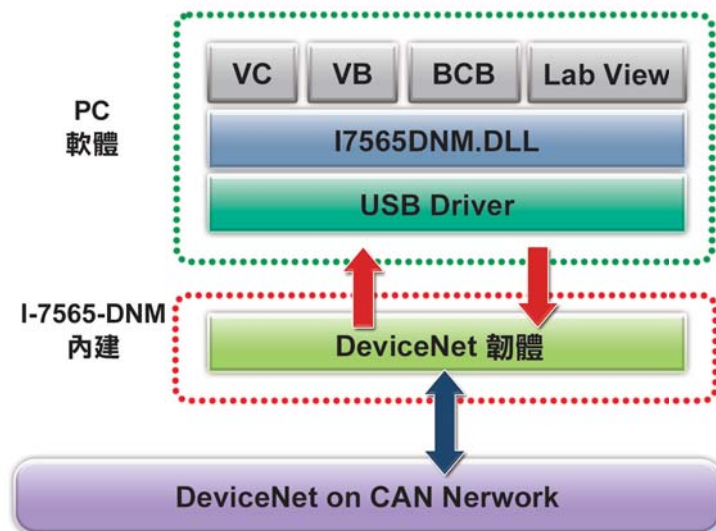 VC
VB
BCB
Lab View
PC
軟體
I7565DNM.DLL
USB Driver
I-7565-DNM
內建
DeviceNet 韌體
DeviceNet on CAN Nerwork